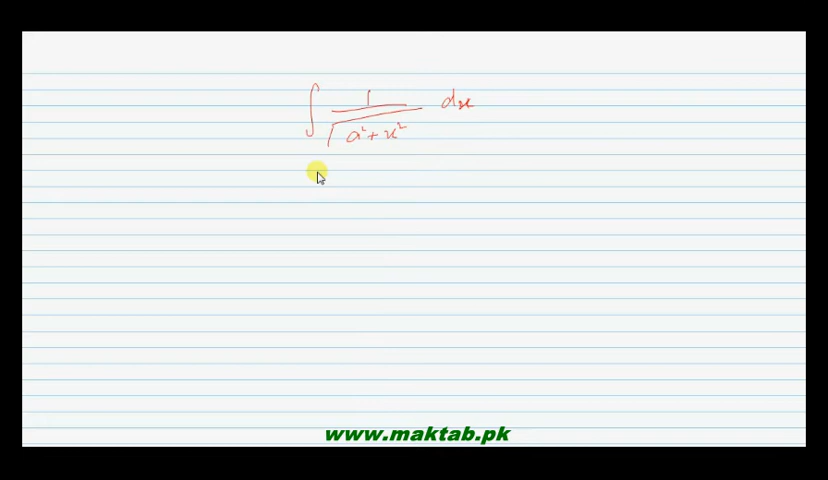 ∫ 1/√(a² + x²) dx
www.maktab.pk